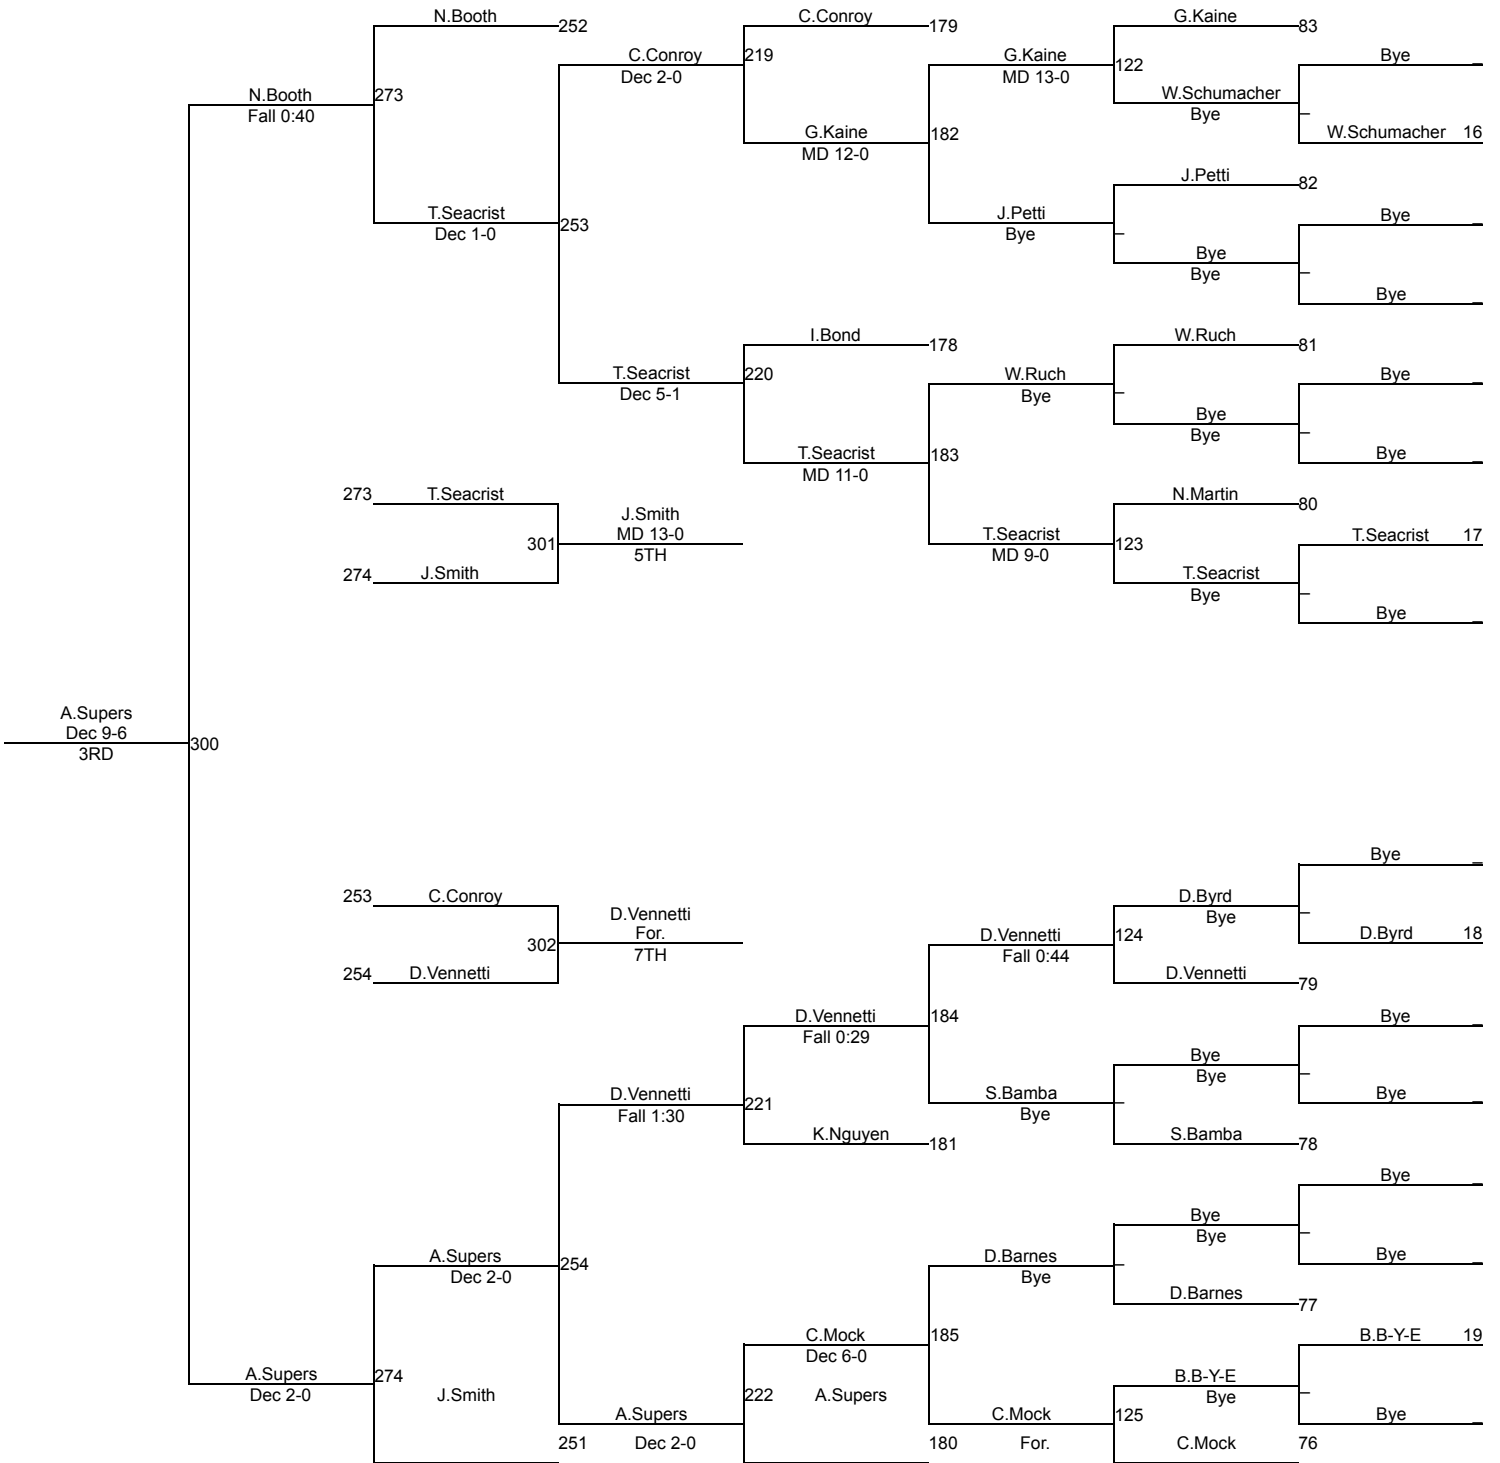 N.Booth
252
C.Conroy
179
G.Kaine
83
C.Conroy
219
Dec 2-0
G.Kaine
122
MD 13-0
Bye _
N.Booth
273
Fall 0:40
W.Schumacher
Bye
_
G.Kaine
182
MD 12-0
W.Schumacher 16
J.Petti
82
T.Seacrist
253
Dec 1-0
J.Petti
Bye
_
Bye _
Bye
Bye
_
Bye _
I.Bond
178
W.Ruch
81
T.Seacrist
220
Dec 5-1
W.Ruch
Bye
_
Bye _
Bye
Bye
_
T.Seacrist
183
MD 11-0
Bye _
273 T.Seacrist
N.Martin
80
J.Smith
301 MD 13-0
5TH
T.Seacrist
123
MD 9-0
T.Seacrist 17
274 J.Smith
T.Seacrist
Bye
_
Bye _
A.Supers
Dec 9-6
300
3RD
Bye _
253 C.Conroy
D.Byrd
Bye
_
D.Vennetti
For.
302
7TH
D.Vennetti
124
Fall 0:44
D.Byrd 18
254 D.Vennetti
D.Vennetti
79
D.Vennetti
184
Fall 0:29
Bye _
Bye
Bye
_
D.Vennetti
221
Fall 1:30
S.Bamba
Bye
_
Bye _
K.Nguyen
181
S.Bamba
78
Bye _
Bye
Bye
_
A.Supers
254
Dec 2-0
D.Barnes
Bye
_
Bye _
D.Barnes
77
C.Mock
185
Dec 6-0
B.B-Y-E 19
A.Supers
274
Dec 2-0
J.Smith
222 A.Supers
B.B-Y-E
Bye
_
A.Supers
C.Mock
125
Bye _
251 Dec 2-0
180 For.
C.Mock 76